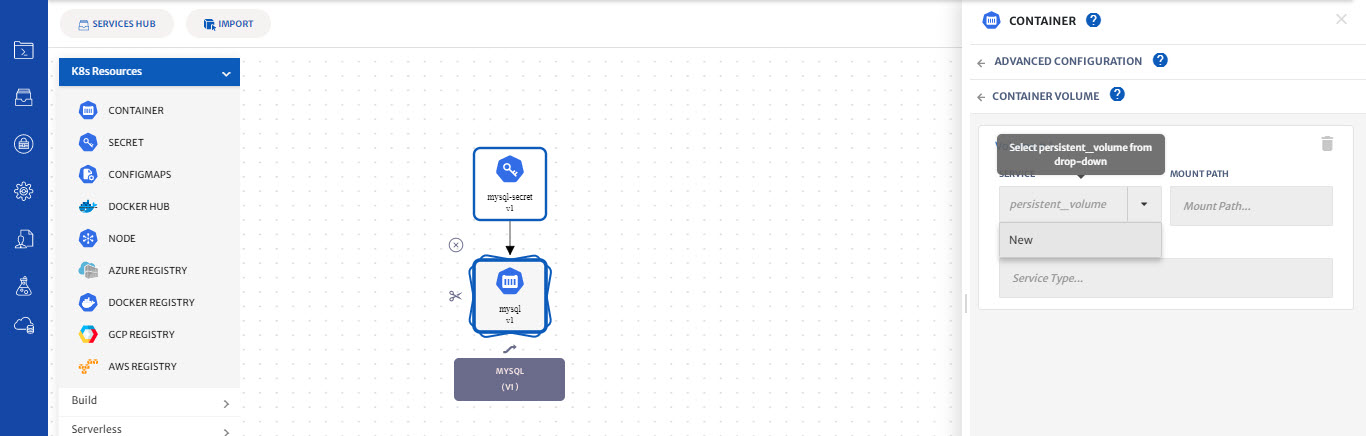 SERVICES HUB
IMPORT
K8s Resources
CONTAINER
SECRET
CONFIGMAPS
DOCKER HUB
NODE
AZURE REGISTRY
DOCKER REGISTRY
GCP REGISTRY
AWS REGISTRY
Build
Serverless
mysql-secret
v1
mysql
v1
MYSQL
(V1 )
CONTAINER ?
ADVANCED CONFIGURATION ?
CONTAINER VOLUME ?
Select persistent_volume from
drop-down
SERVICE
MOUNT PATH
persistent_volume
Mount Path...
New
Service Type...